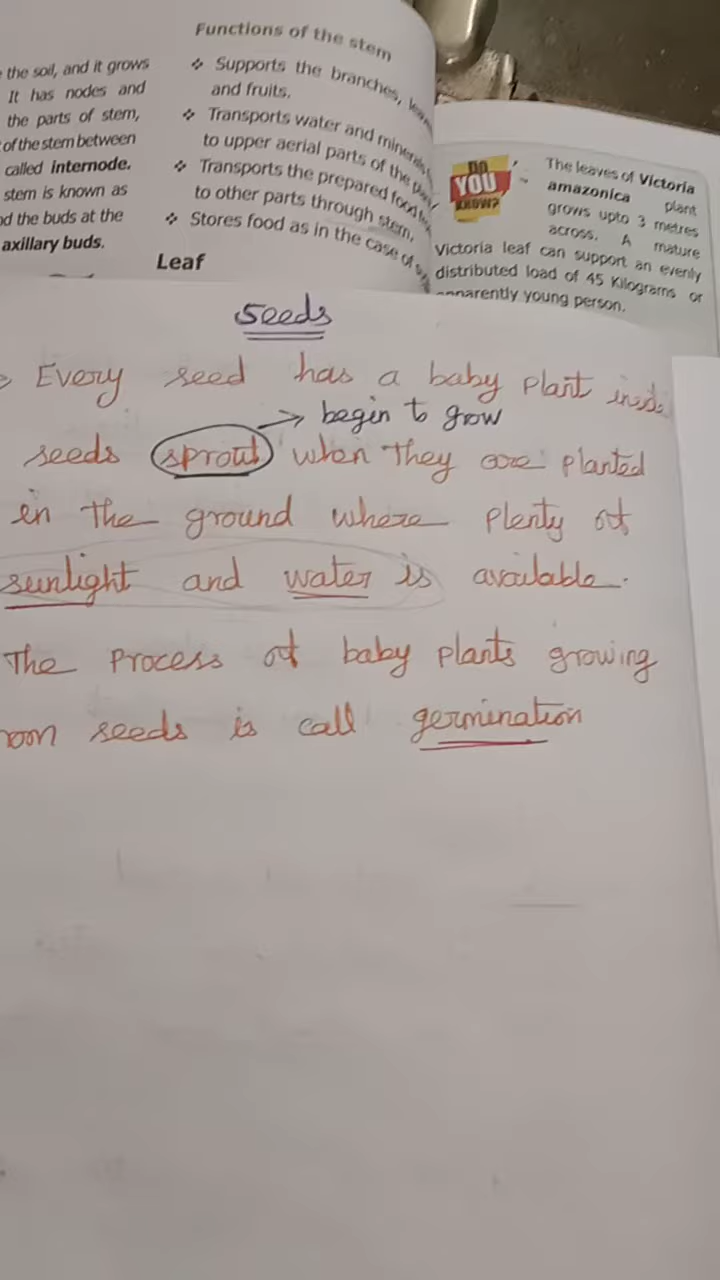 Functions of the stem
the soil, and it grows
It has nodes and
the parts of stem,
of the stem between
called internode.
stem is known as
the buds at the
axillary buds.
❖ Supports the branches,
and fruits.
❖ Transports water and minerals
to upper aerial parts of the
❖ Transports the prepared food
to other parts through stem.
❖ Stores food as in the case of
Leaf
DO
YOU
KNOW?
The leaves of Victoria
amazonica plant
grows upto 3 metres
across. A mature
Victoria leaf can support an evenly
distributed load of 45 Kilograms or
apparently young person.
Seeds
Every seed has a baby plant inside
→ begin to grow
seeds sprout when they are planted
in the ground where plenty of
sunlight and water is available.
The process of baby plants growing
seeds is call germination